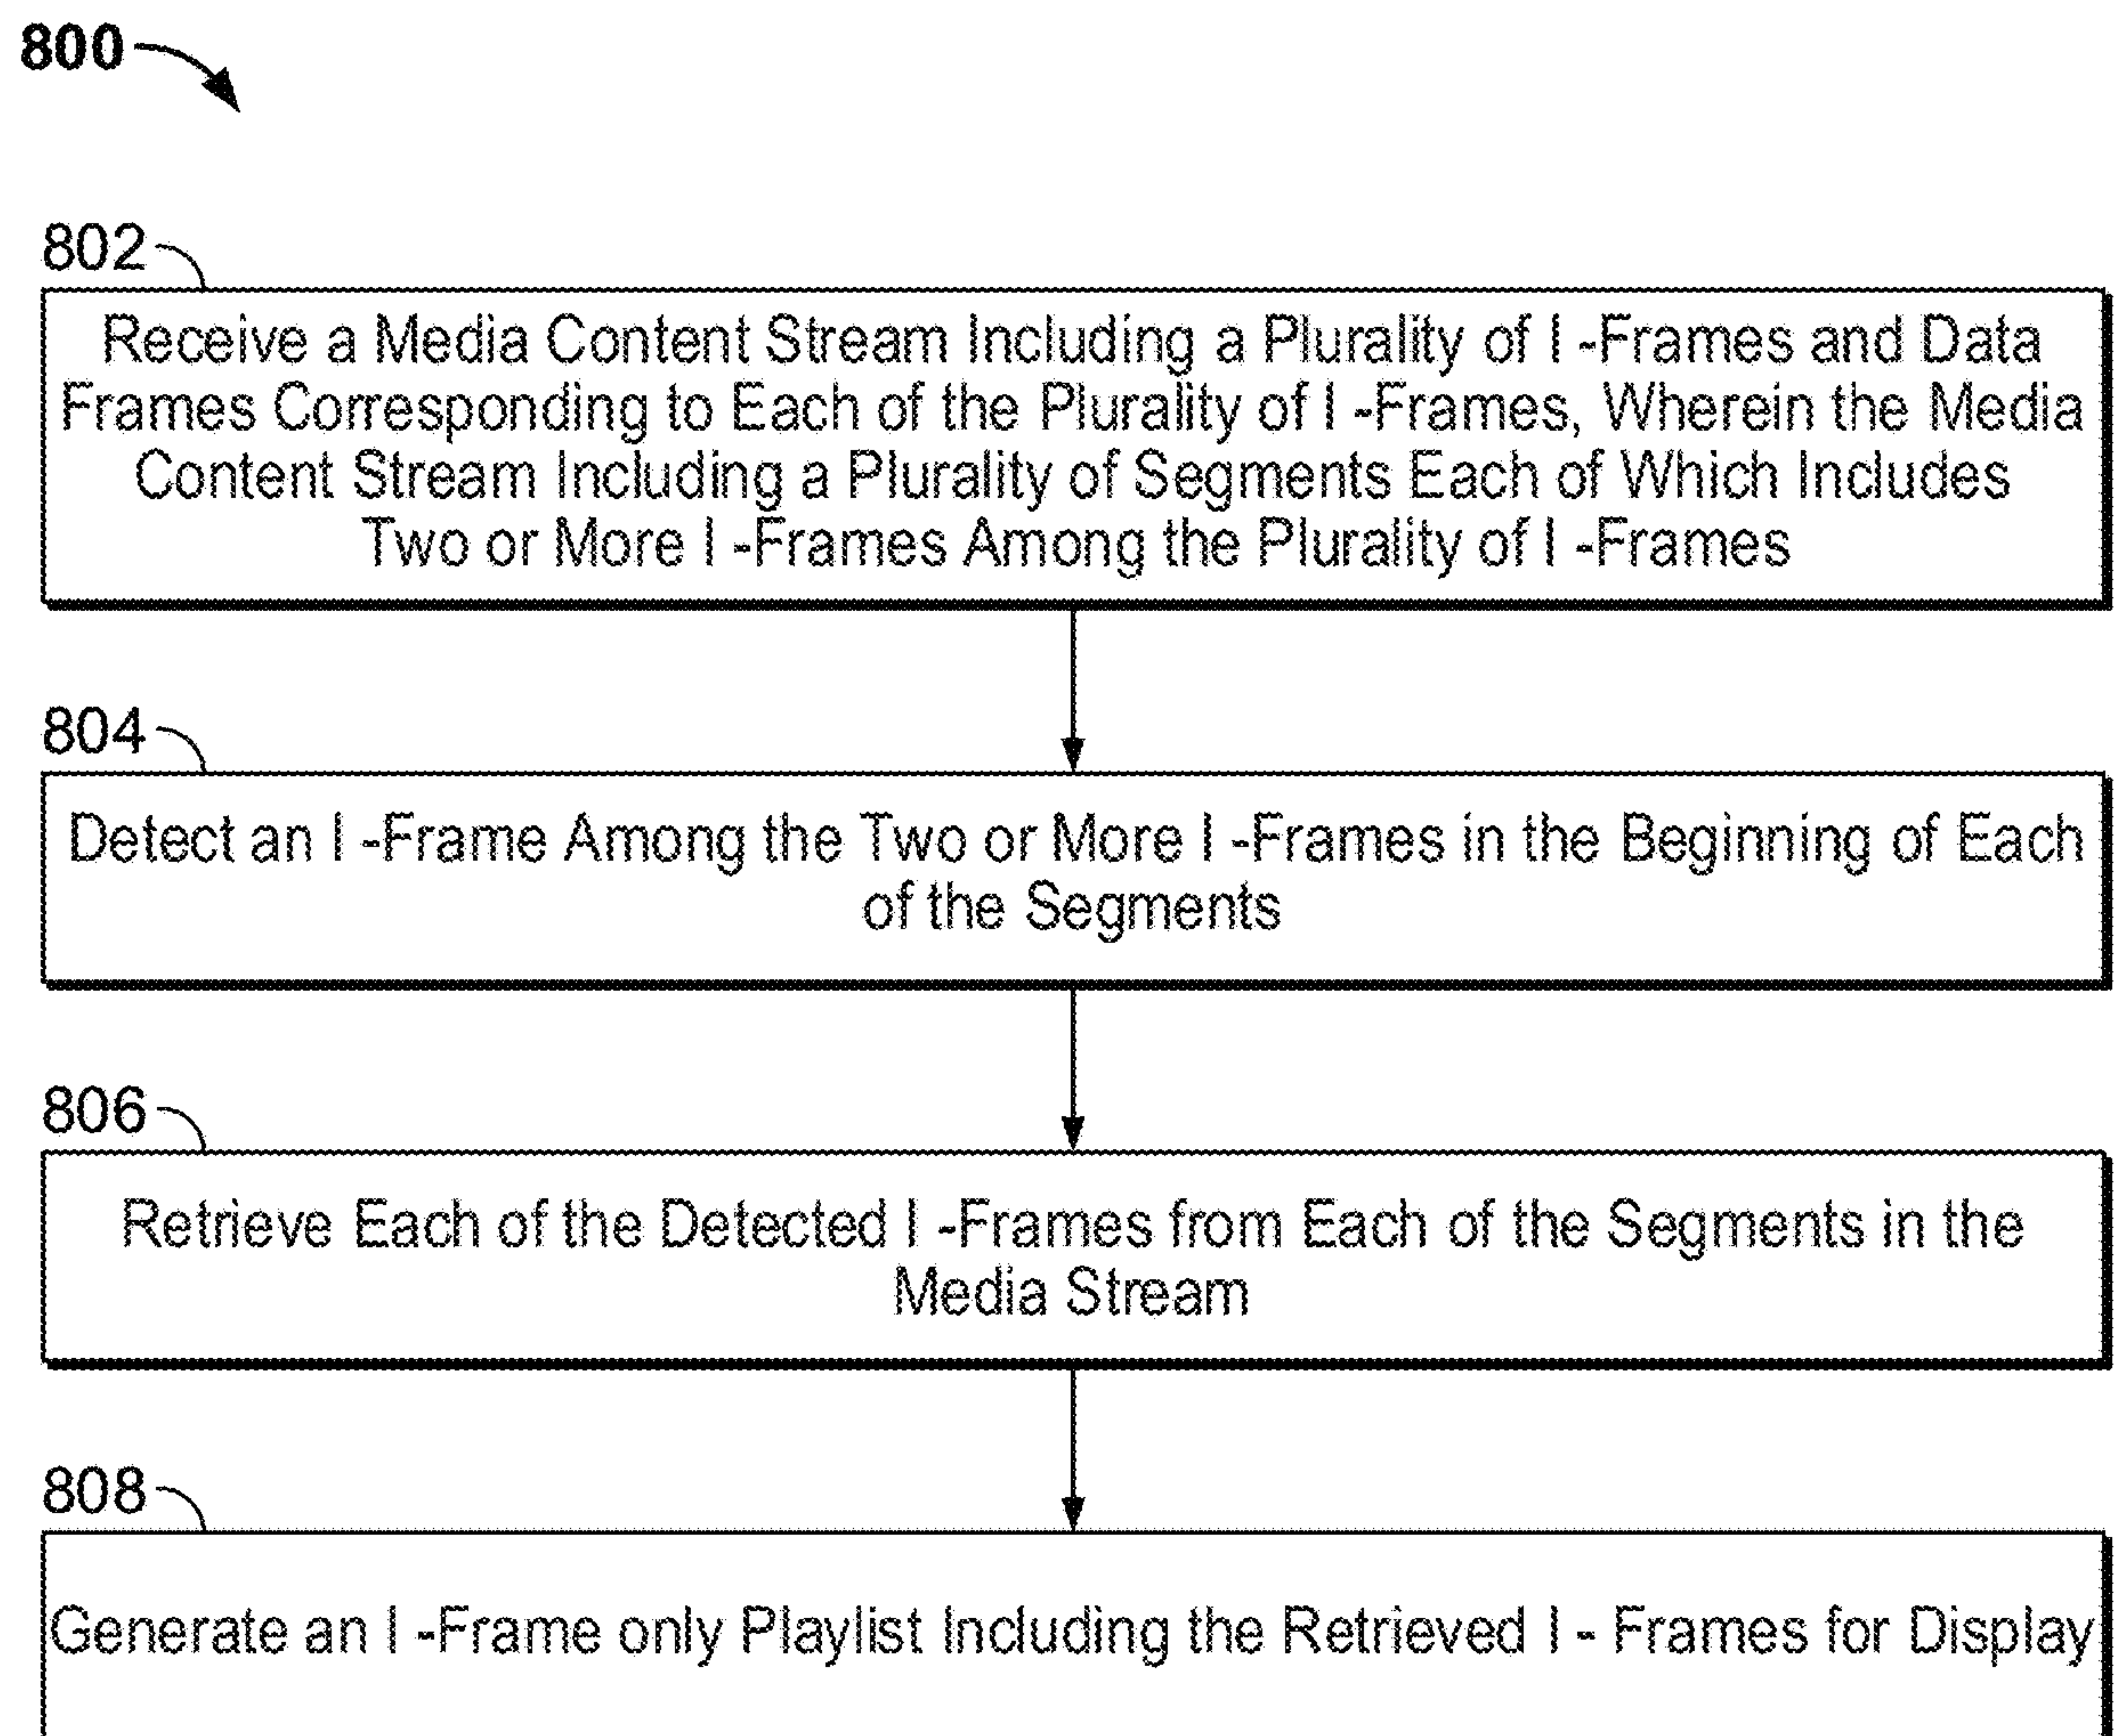 800
802
Receive a Media Content Stream Including a Plurality of I -Frames and Data
Frames Corresponding to Each of the Plurality of I -Frames, Wherein the Media
Content Stream Including a Plurality of Segments Each of Which Includes
Two or More I -Frames Among the Plurality of I -Frames
804
Detect an I -Frame Among the Two or More I -Frames in the Beginning of Each
of the Segments
806
Retrieve Each of the Detected I -Frames from Each of the Segments in the
Media Stream
808
Generate an I -Frame only Playlist Including the Retrieved I - Frames for Display